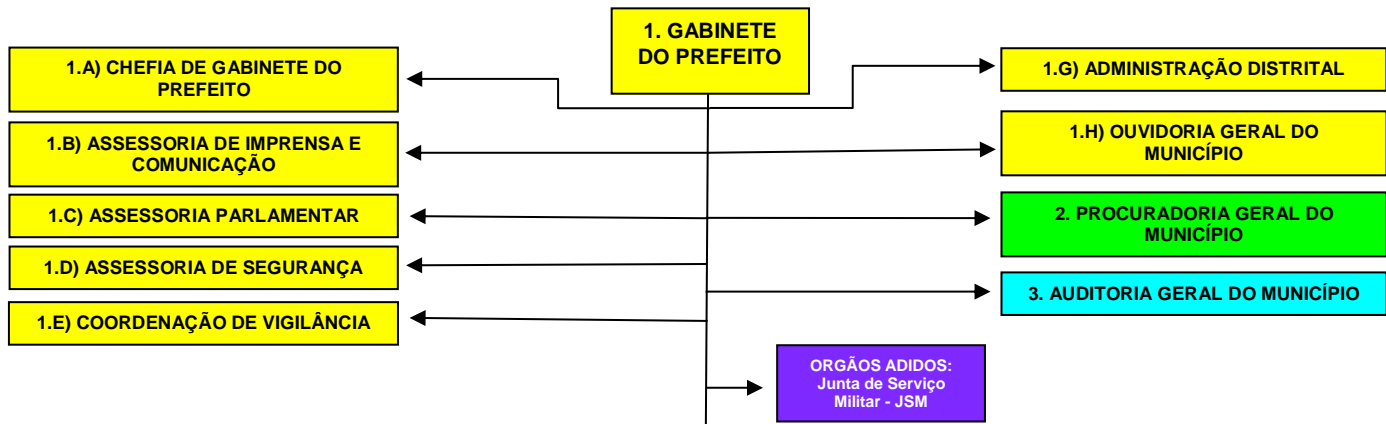 1. GABINETE
DO PREFEITO
1.A) CHEFIA DE GABINETE DO
PREFEITO
1.B) ASSESSORIA DE IMPRENSA E
COMUNICAÇÃO
1.C) ASSESSORIA PARLAMENTAR
1.D) ASSESSORIA DE SEGURANÇA
1.E) COORDENAÇÃO DE VIGILÂNCIA
1.G) ADMINISTRAÇÃO DISTRITAL
1.H) OUVIDORIA GERAL DO
MUNICÍPIO
2. PROCURADORIA GERAL DO
MUNICÍPIO
3. AUDITORIA GERAL DO MUNICÍPIO
ORGÃOS ADIDOS:
Junta de Serviço
Militar - JSM